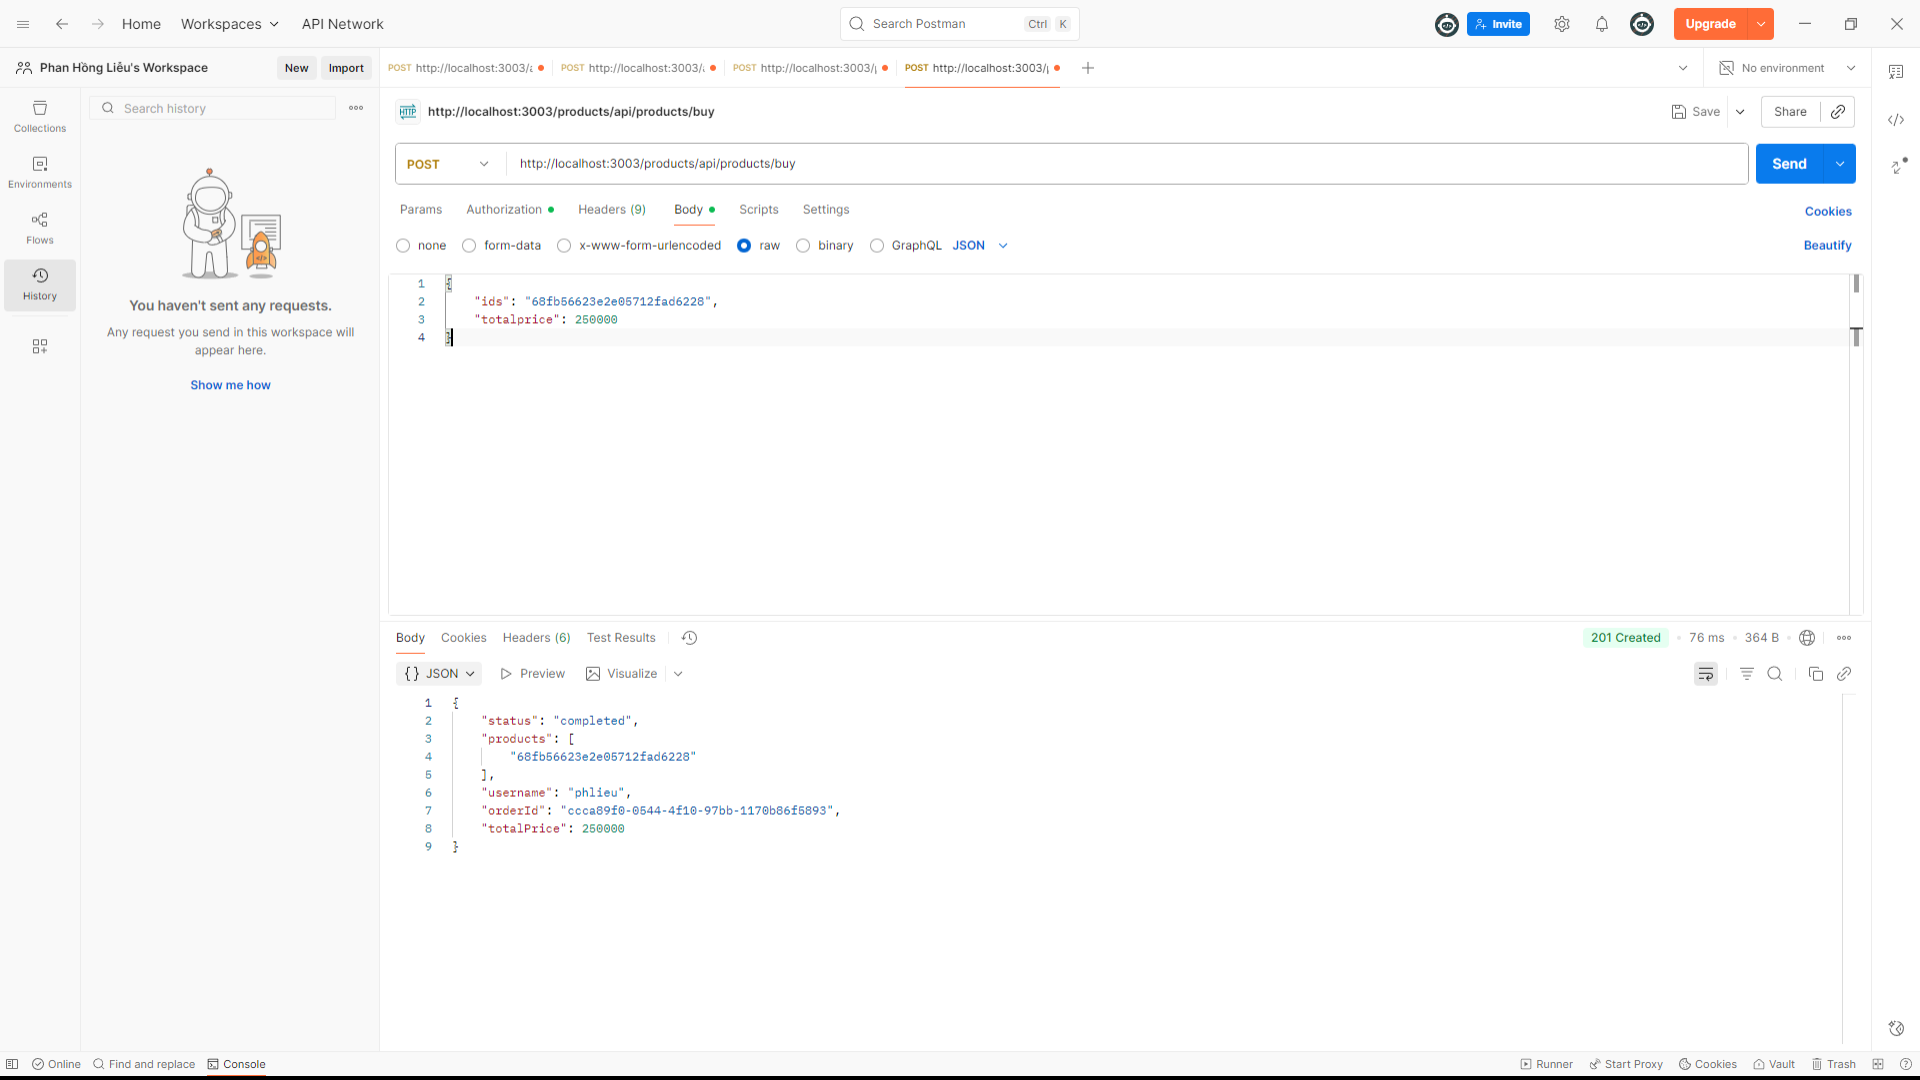 Home
Workspaces
API Network
Search Postman
Ctrl K
Invite
Upgrade
Phan Hồng Liễu's Workspace
New
Import
POST http://localhost:3003/
POST http://localhost:3003/
POST http://localhost:3003/
POST http://localhost:3003/
No environment
Collections
Environments
Flows
History
Search history
You haven't sent any requests.
Any request you send in this workspace will
appear here.
Show me how
HTTP
http://localhost:3003/products/api/products/buy
Save
Share
POST
http://localhost:3003/products/api/products/buy
Send
Params
Authorization
Headers (9)
Body
Scripts
Settings
Cookies
none
form-data
x-www-form-urlencoded
raw
binary
GraphQL
JSON
Beautify
1 {
2 "ids": "68fb56623e2e05712fad6228",
3 "totalprice": 250000
4 }
Body
Cookies
Headers (6)
Test Results
201 Created
76 ms
364 B
{} JSON
Preview
Visualize
1 {
2 "status": "completed",
3 "products": [
4 "68fb56623e2e05712fad6228"
5 ],
6 "username": "phlieu",
7 "orderId": "ccca89f0-0544-4f10-97bb-1170b86f5893",
8 "totalPrice": 250000
9 }
Online
Find and replace
Console
Runner
Start Proxy
Cookies
Vault
Trash